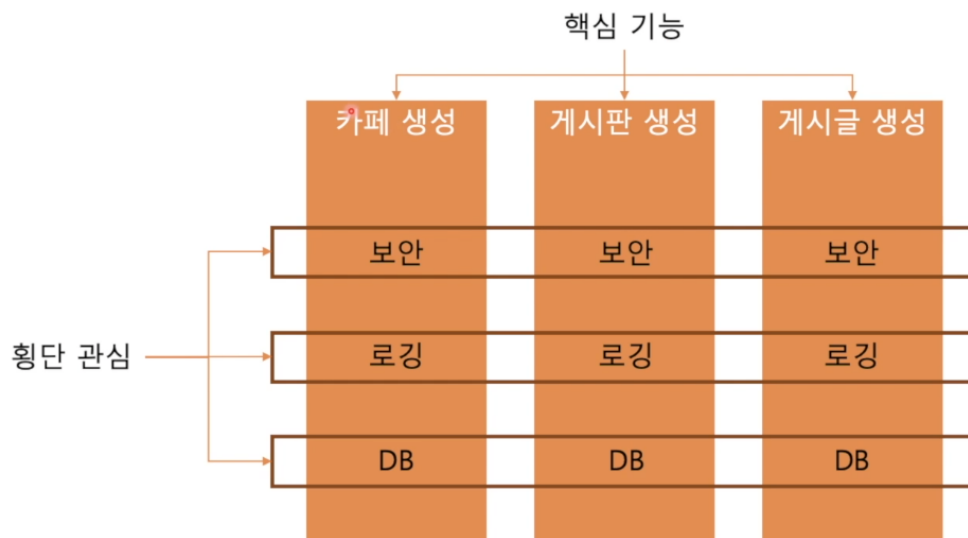 핵심 기능
카페 생성 게시판 생성 게시글 생성
보안 보안 보안
횡단 관심 로깅 로깅 로깅
DB DB DB